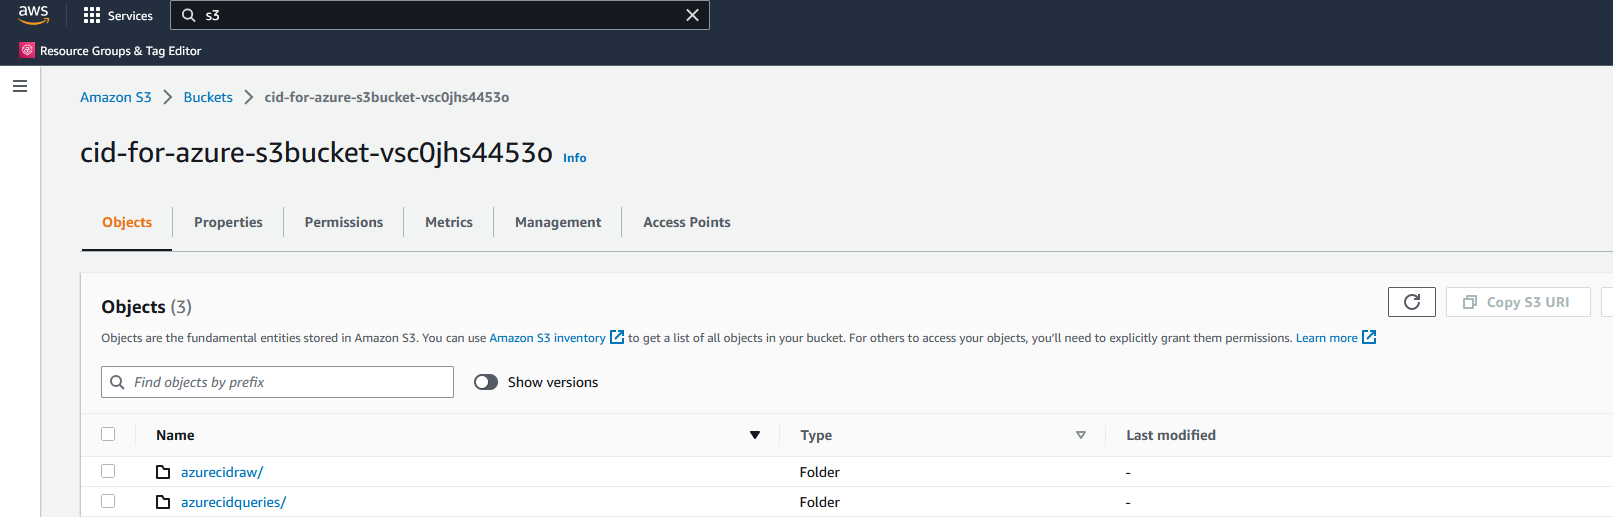 aws Services s3
Resource Groups & Tag Editor
Amazon S3 > Buckets > cid-for-azure-s3bucket-vsc0jhs4453o
cid-for-azure-s3bucket-vsc0jhs4453o Info
Objects Properties Permissions Metrics Management Access Points
Objects (3)
Copy S3 URI
Objects are the fundamental entities stored in Amazon S3. You can use Amazon S3 inventory to get a list of all objects in your bucket. For others to access your objects, you'll need to explicitly grant them permissions. Learn more
Find objects by prefix Show versions
Name Type Last modified
azurecidraw/ Folder -
azurecidqueries/ Folder -